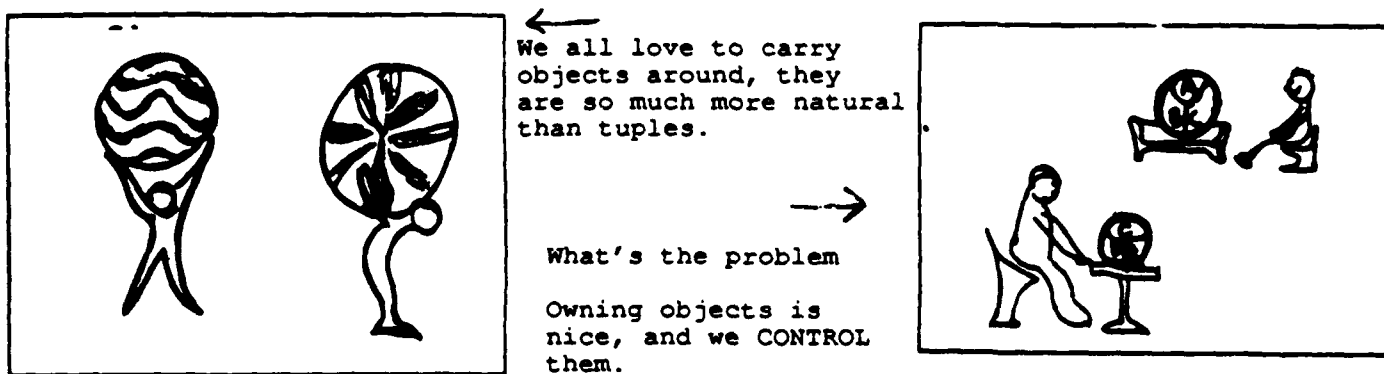 We all love to carry
objects around, they
are so much more natural
than tuples.
What's the problem
Owning objects is
nice, and we CONTROL
them.